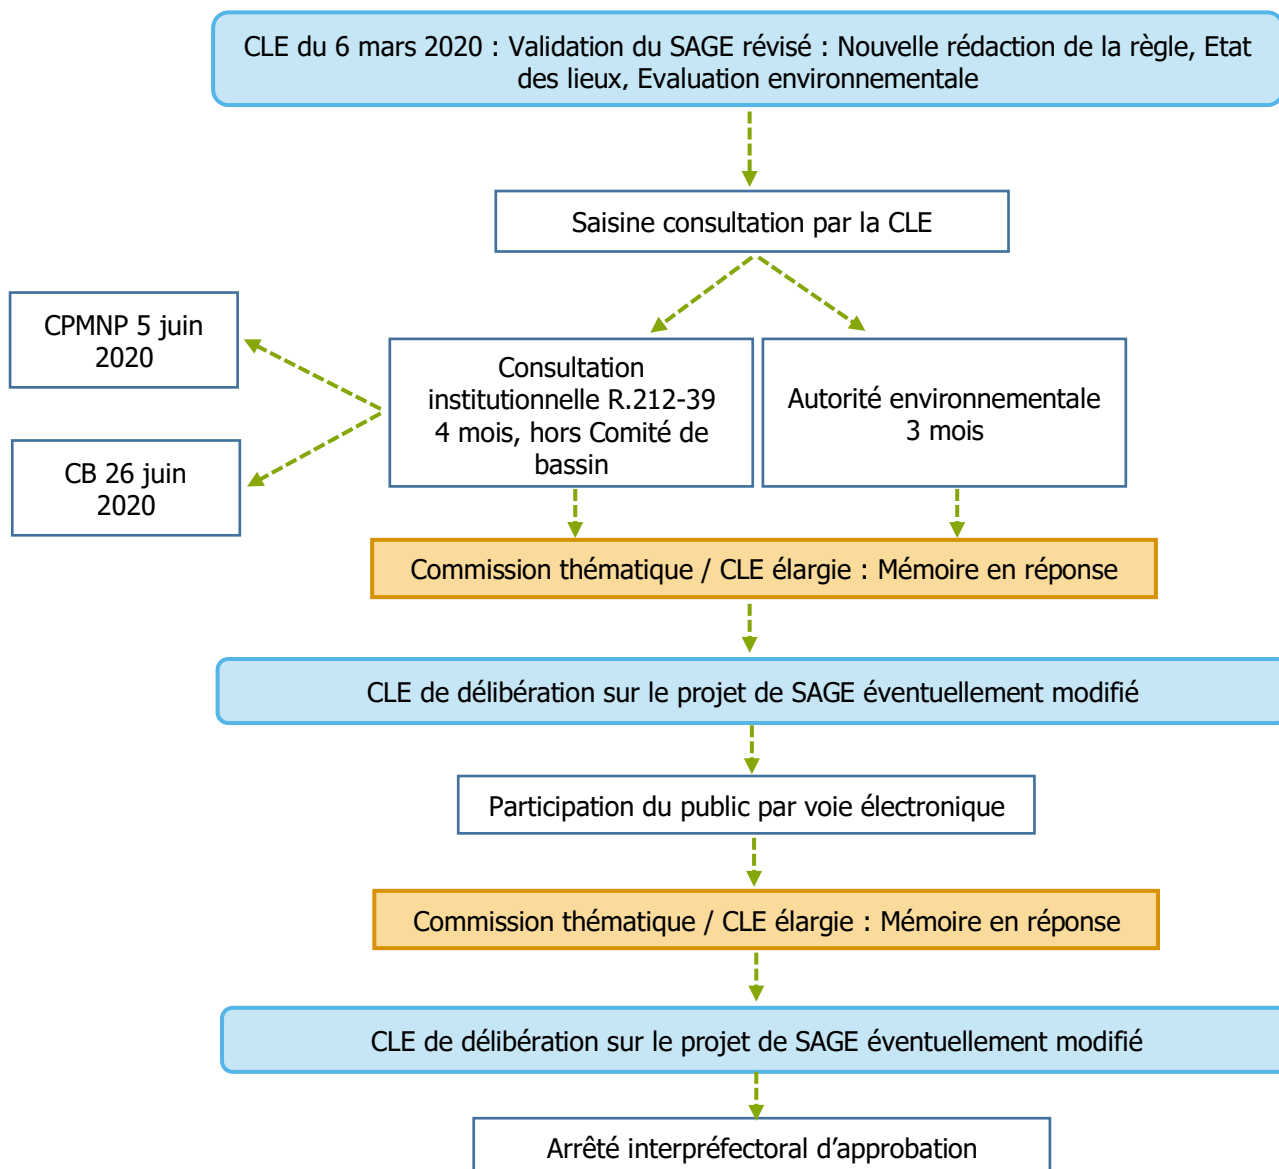 CLE du 6 mars 2020 : Validation du SAGE révisé : Nouvelle rédaction de la règle, Etat
des lieux, Evaluation environnementale
Saisine consultation par la CLE
CPMNP 5 juin
2020
CB 26 juin
2020
Consultation
institutionnelle R.212-39
4 mois, hors Comité de
bassin
Autorité environnementale
3 mois
Commission thématique / CLE élargie : Mémoire en réponse
CLE de délibération sur le projet de SAGE éventuellement modifié
Participation du public par voie électronique
Commission thématique / CLE élargie : Mémoire en réponse
CLE de délibération sur le projet de SAGE éventuellement modifié
Arrêté interpréfectoral d’approbation